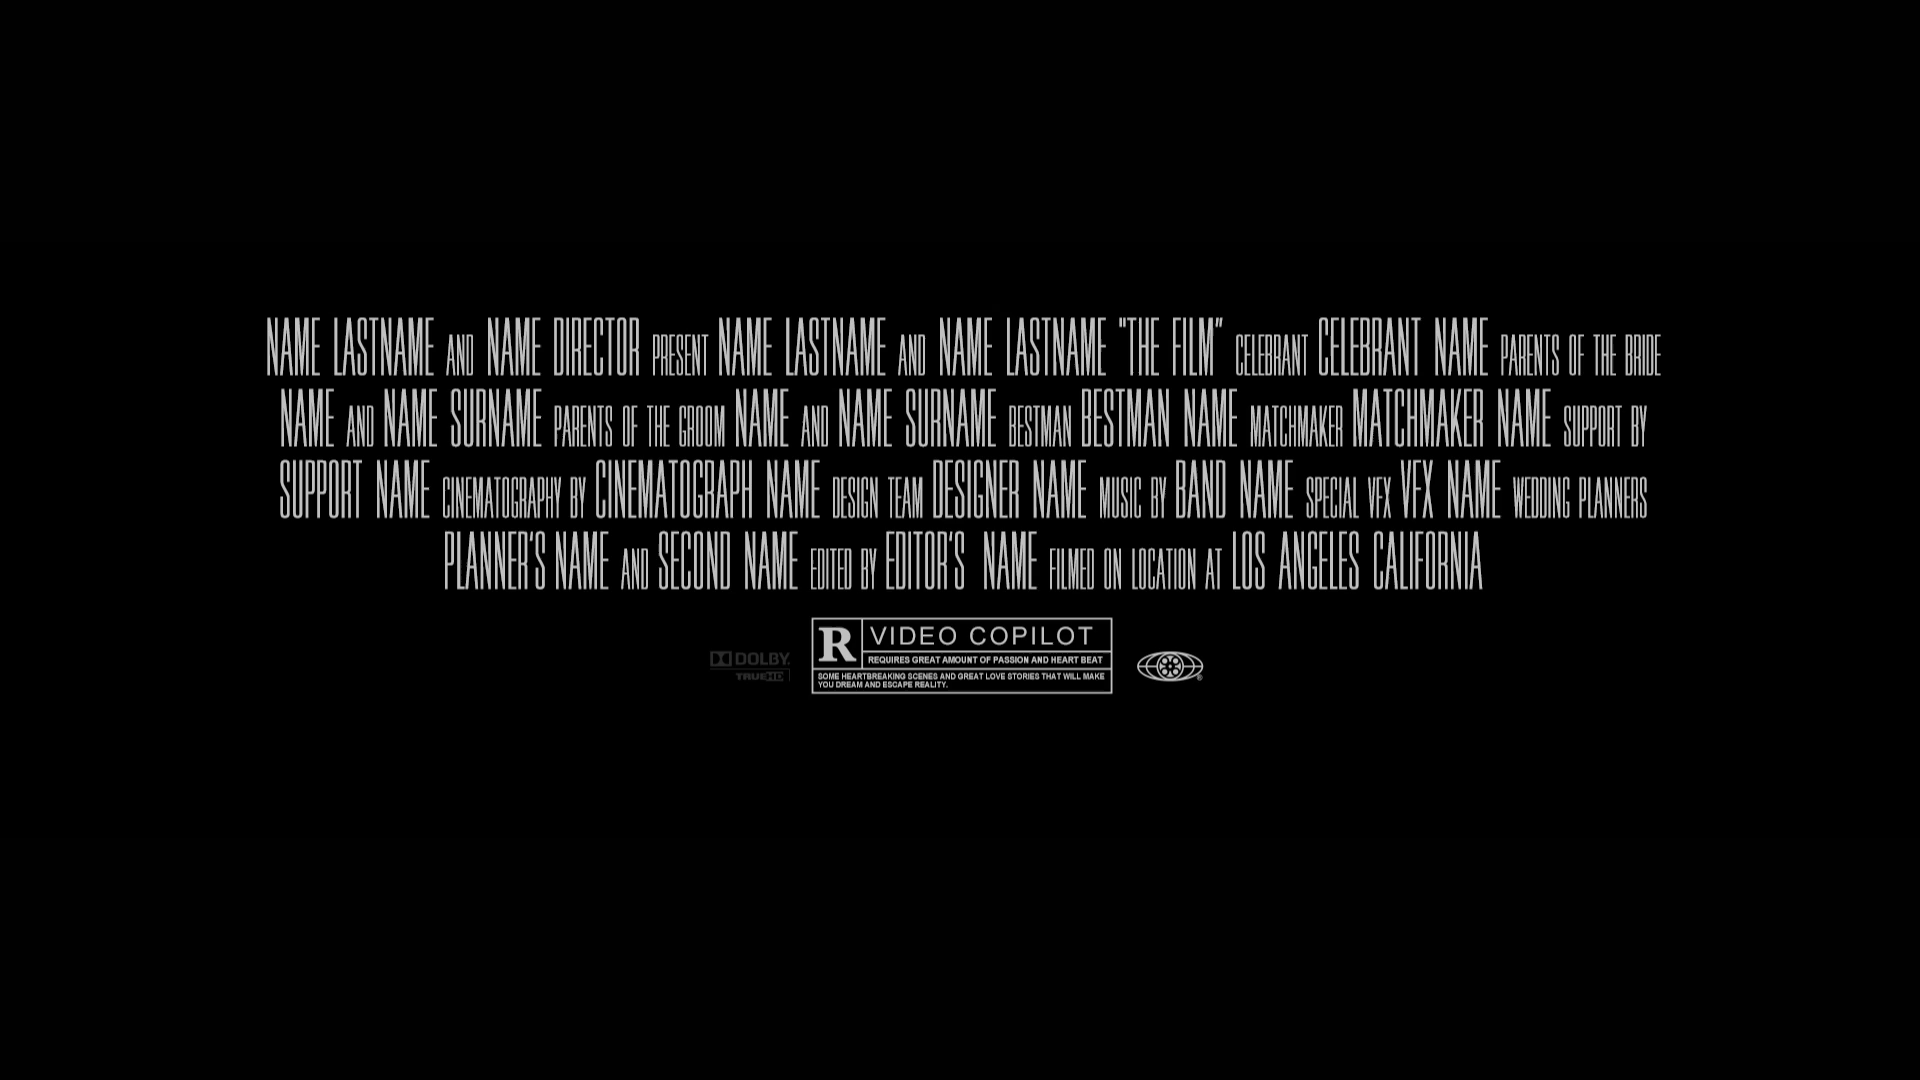 NAME LASTNAME AND NAME DIRECTOR PRESENT NAME LASTNAME AND NAME LASTNAME "THE FILM" CELEBRANT CELEBRANT NAME PARENTS OF THE BRIDE
NAME AND NAME SURNAME PARENTS OF THE GROOM NAME AND NAME SURNAME BESTMAN BESTMAN NAME MATCHMAKER MATCHMAKER NAME SUPPORT BY
SUPPORT NAME CINEMATOGRAPHY BY CINEMATOGRAPH NAME DESIGN TEAM DESIGNER NAME MUSIC BY BAND NAME SPECIAL VFX VFX NAME WEDDING PLANNERS
PLANNER'S NAME AND SECOND NAME EDITED BY EDITOR'S NAME FILMED ON LOCATION AT LOS ANGELES CALIFORNIA
DOLBY
TRUEHD
R VIDEO COPILOT
REQUIRES GREAT AMOUNT OF PASSION AND HEART BEAT
SOME HEARTBREAKING SCENES AND GREAT LOVE STORIES THAT WILL MAKE
YOU DREAM AND ESCAPE REALITY.